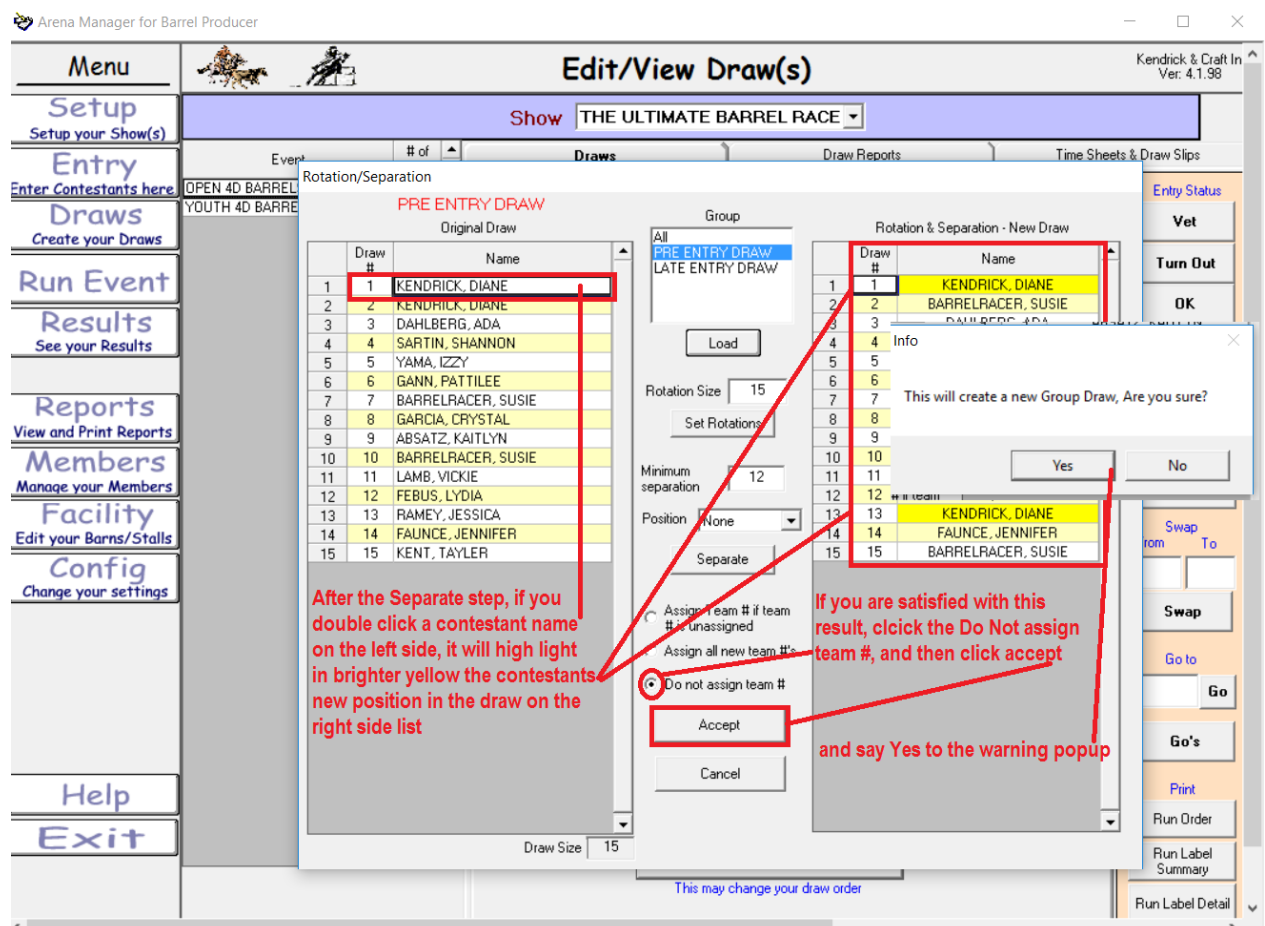 Arena Manager for Barrel Producer
Menu
Edit/View Draw(s)
Kendrick & Craft In
Ver: 4.1.98
Setup
Setup your Show(s)
Entry
Enter Contestants here
Draws
Create your Draws
Run Event
Results
See your Results
Reports
View and Print Reports
Members
Manage your Members
Facility
Edit your Barns/Stalls
Config
Change your settings
Help
Exit
Show THE ULTIMATE BARREL RACE
Event
# of
Draws
Draw Reports
Time Sheets & Draw Slips
OPEN 4D BARREL
YOUTH 4D BARRE
Rotation/Separation
PRE ENTRY DRAW
Original Draw
Draw # Name
1 1 KENDRICK, DIANE
2 2 KENDRICK, DIANE
3 3 DAHLBERG, ADA
4 4 SARTIN, SHANNON
5 5 YAMA, IZZY
6 6 GANN, PATTILEE
7 7 BARRELRACER, SUSIE
8 8 GARCIA, CRYSTAL
9 9 ABSATZ, KAITLYN
10 10 BARRELRACER, SUSIE
11 11 LAMB, VICKIE
12 12 FEBUS, LYDIA
13 13 RAMEY, JESSICA
14 14 FAUNCE, JENNIFER
15 15 KENT, TAYLER
After the Separate step, if you
double click a contestant name
on the left side, it will high light
in brighter yellow the contestants
new position in the draw on the
right side list
Draw Size 15
Group
All
PRE ENTRY DRAW
LATE ENTRY DRAW
Load
Rotation Size 15
Set Rotations
Minimum
separation 12
Position None
Separate
Assign Team # if team
# is unassigned
Assign all new team #'s
Do not assign team #
Accept
Cancel
Rotation & Separation - New Draw
Draw # Name
1 1 KENDRICK, DIANE
2 2 BARRELRACER, SUSIE
3 3 DAHLBERG, ADA
4 4
5 5
6 6
7 7
8 8
9 9
10 10
11 11
12 12 # if team
13 13 KENDRICK, DIANE
14 14 FAUNCE, JENNIFER
15 15 BARRELRACER, SUSIE
Info
This will create a new Group Draw, Are you sure?
Yes
No
If you are satisfied with this
result, clcick the Do Not assign
team #, and then click accept
and say Yes to the warning popup
Entry Status
Vet
Turn Out
OK
Swap
rom To
Swap
Go to
Go
Go's
Print
Run Order
Run Label
Summary
Run Label Detail
This may change your draw order